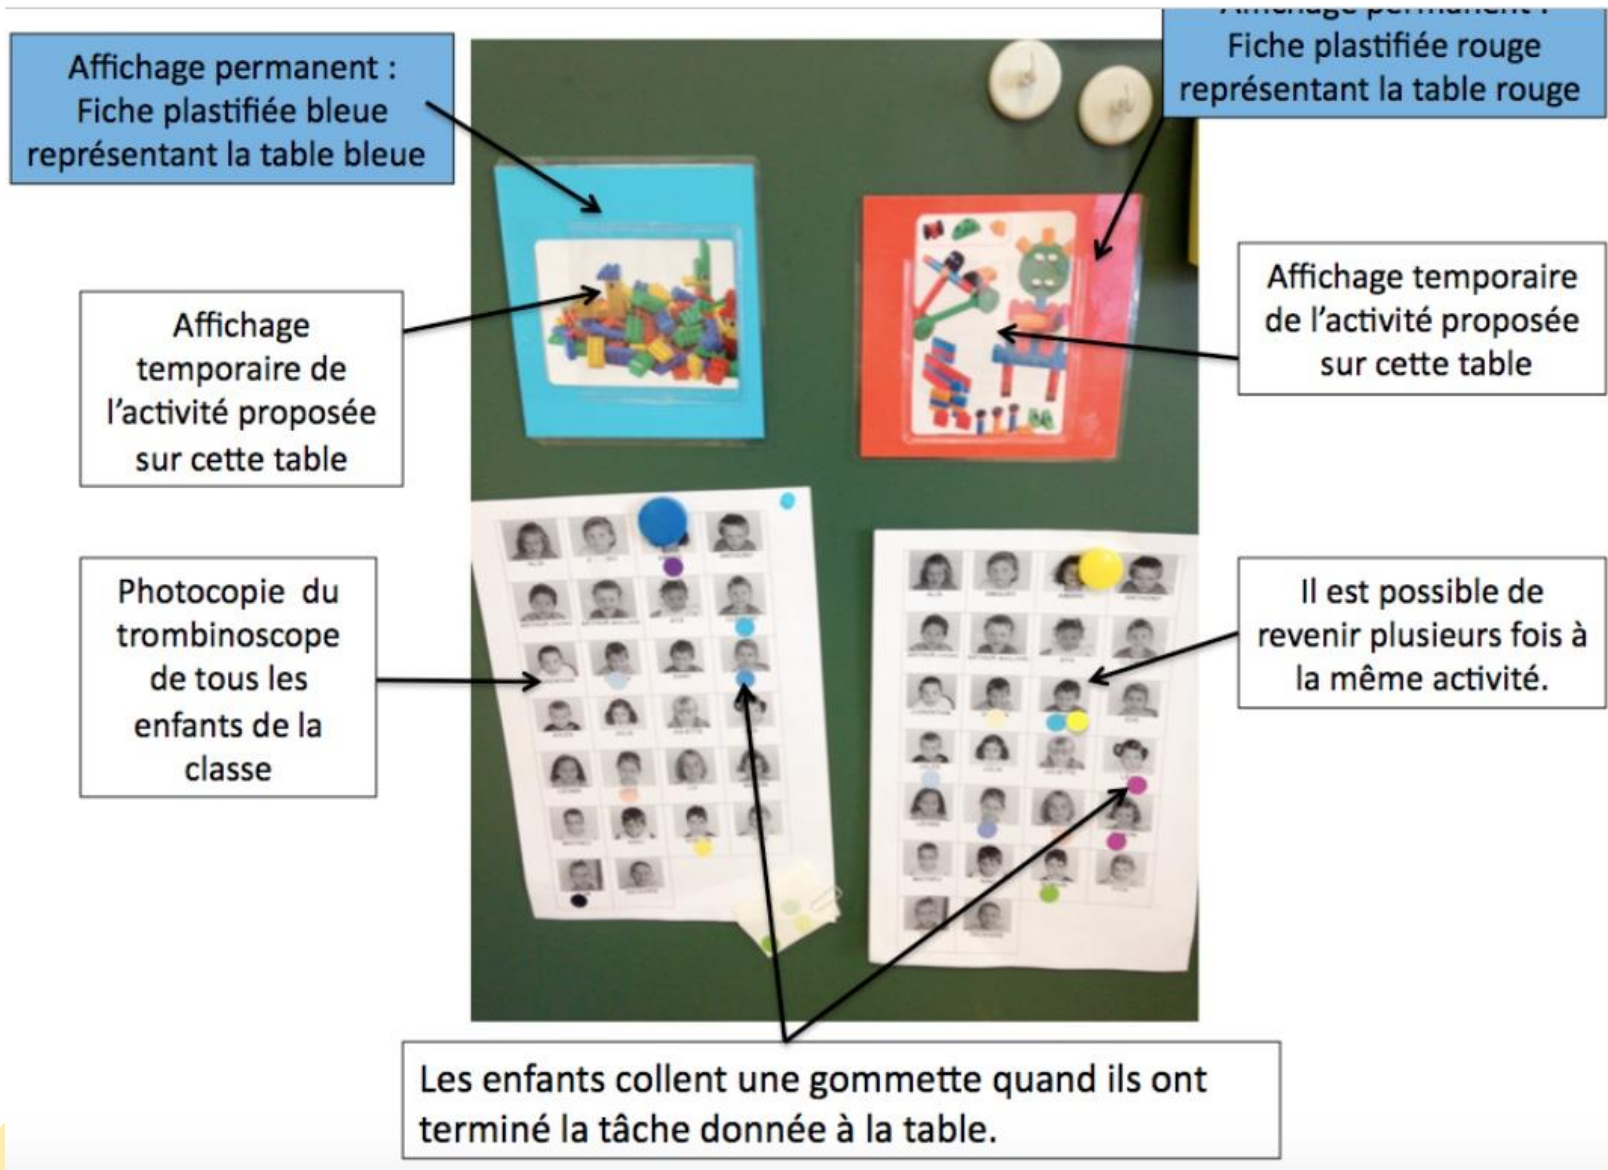 Affichage permanent :
Fiche plastifiée bleue
représentant la table bleue
Affichage permanent :
Fiche plastifiée rouge
représentant la table rouge
Affichage
temporaire de
l’activité proposée
sur cette table
Affichage temporaire
de l’activité proposée
sur cette table
Photocopie du
trombinoscope
de tous les
enfants de la
classe
Il est possible de
revenir plusieurs fois à
la même activité.
Les enfants collent une gommette quand ils ont
terminé la tâche donnée à la table.